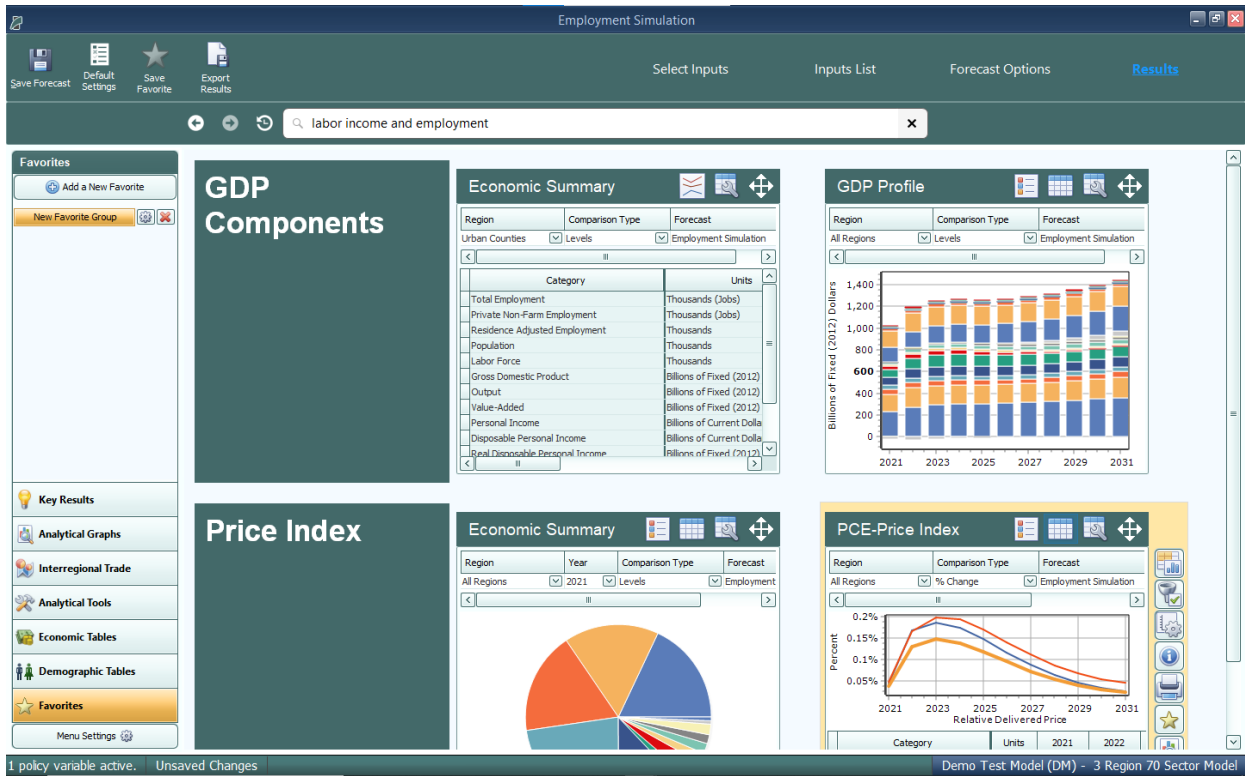 Employment Simulation
Save Forecast
Default Settings
Save Favorite
Export Results
Select Inputs
Inputs List
Forecast Options
Results
labor income and employment
Favorites
Add a New Favorite
New Favorite Group
Key Results
Analytical Graphs
Interregional Trade
Analytical Tools
Economic Tables
Demographic Tables
Favorites
Menu Settings
GDP
Components
Economic Summary
Region Comparison Type Forecast
Urban Counties Levels Employment Simulation
Category Units
Total Employment Thousands (Jobs)
Private Non-Farm Employment Thousands (Jobs)
Residence Adjusted Employment Thousands
Population Thousands
Labor Force Thousands
Gross Domestic Product Billions of Fixed (2012)
Output Billions of Fixed (2012)
Value-Added Billions of Fixed (2012)
Personal Income Billions of Current Dolla
Disposable Personal Income Billions of Current Dolla
Real Disposable Personal Income Billions of Fixed (2012)
GDP Profile
Region Comparison Type Forecast
All Regions Levels Employment Simulation
Billions of Fixed (2012) Dollars
1,400
1,200
1,000
800
600
400
200
0
2021 2023 2025 2027 2029 2031
Price Index
Economic Summary
Region Year Comparison Type Forecast
All Regions 2021 Levels Employment
PCE-Price Index
Region Comparison Type Forecast
All Regions % Change Employment Simulation
Percent
0.2%
0.15%
0.1%
0.05%
2021 2023 2025 2027 2029 2031
Relative Delivered Price
Category Units 2021 2022
1 policy variable active. Unsaved Changes
Demo Test Model (DM) - 3 Region 70 Sector Model